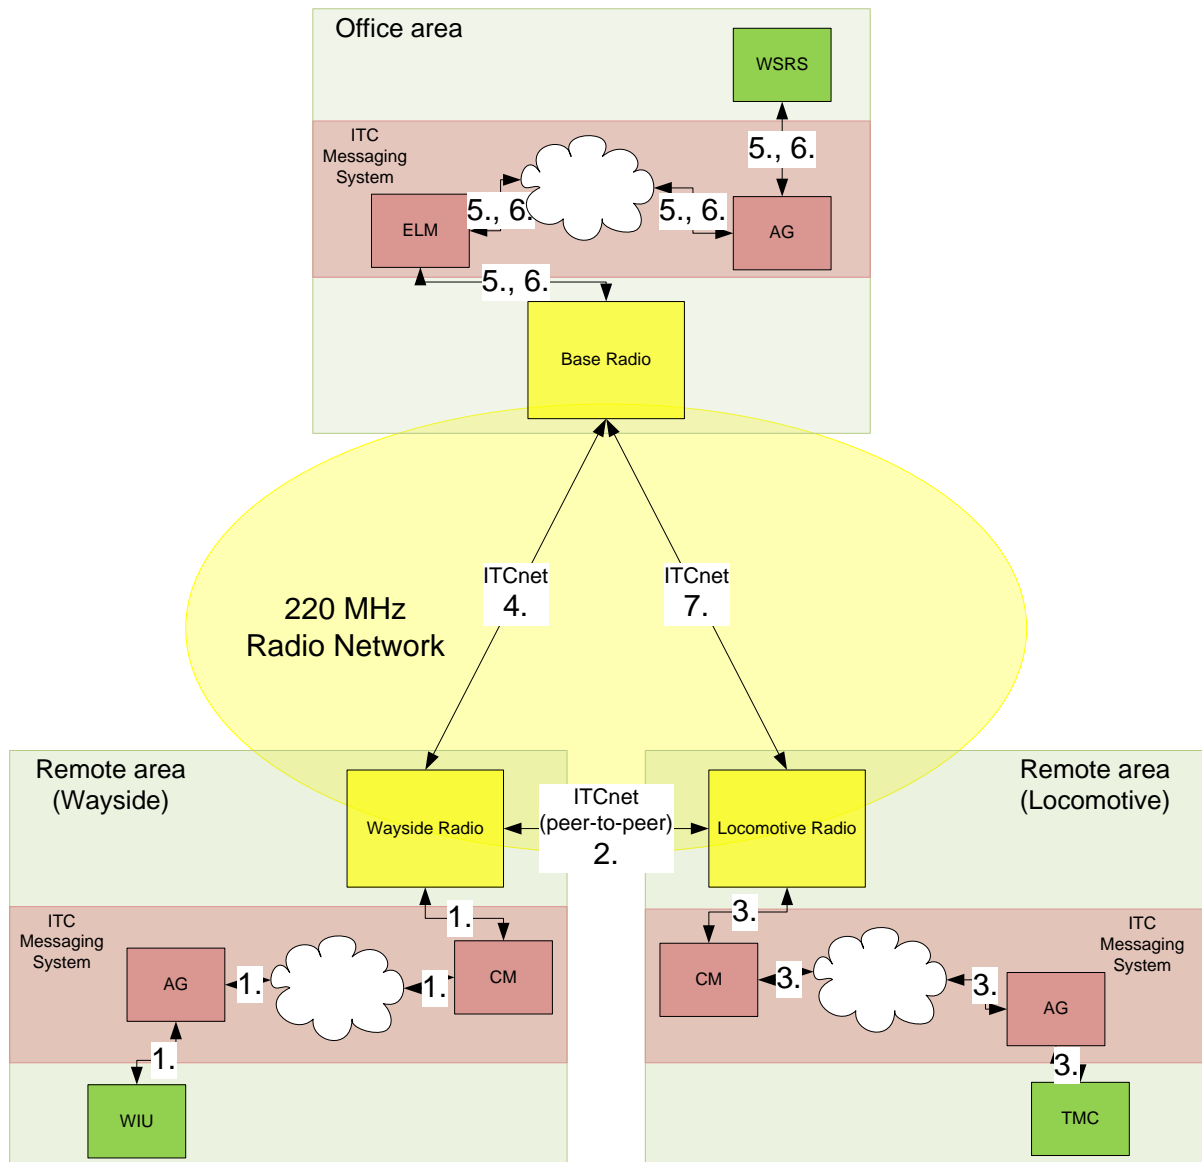 Office area
WSRS
ITC
Messaging
System
5., 6.
5., 6.
5., 6.
ELM
AG
5., 6.
Base Radio
ITCnet
4.
ITCnet
7.
220 MHz
Radio Network
Remote area
(Wayside)
Remote area
(Locomotive)
Wayside Radio
ITCnet
(peer-to-peer)
2.
Locomotive Radio
1.
ITC
Messaging
System
AG
1.
1.
CM
1.
WIU
3.
ITC
Messaging
System
CM
3.
3.
AG
3.
TMC